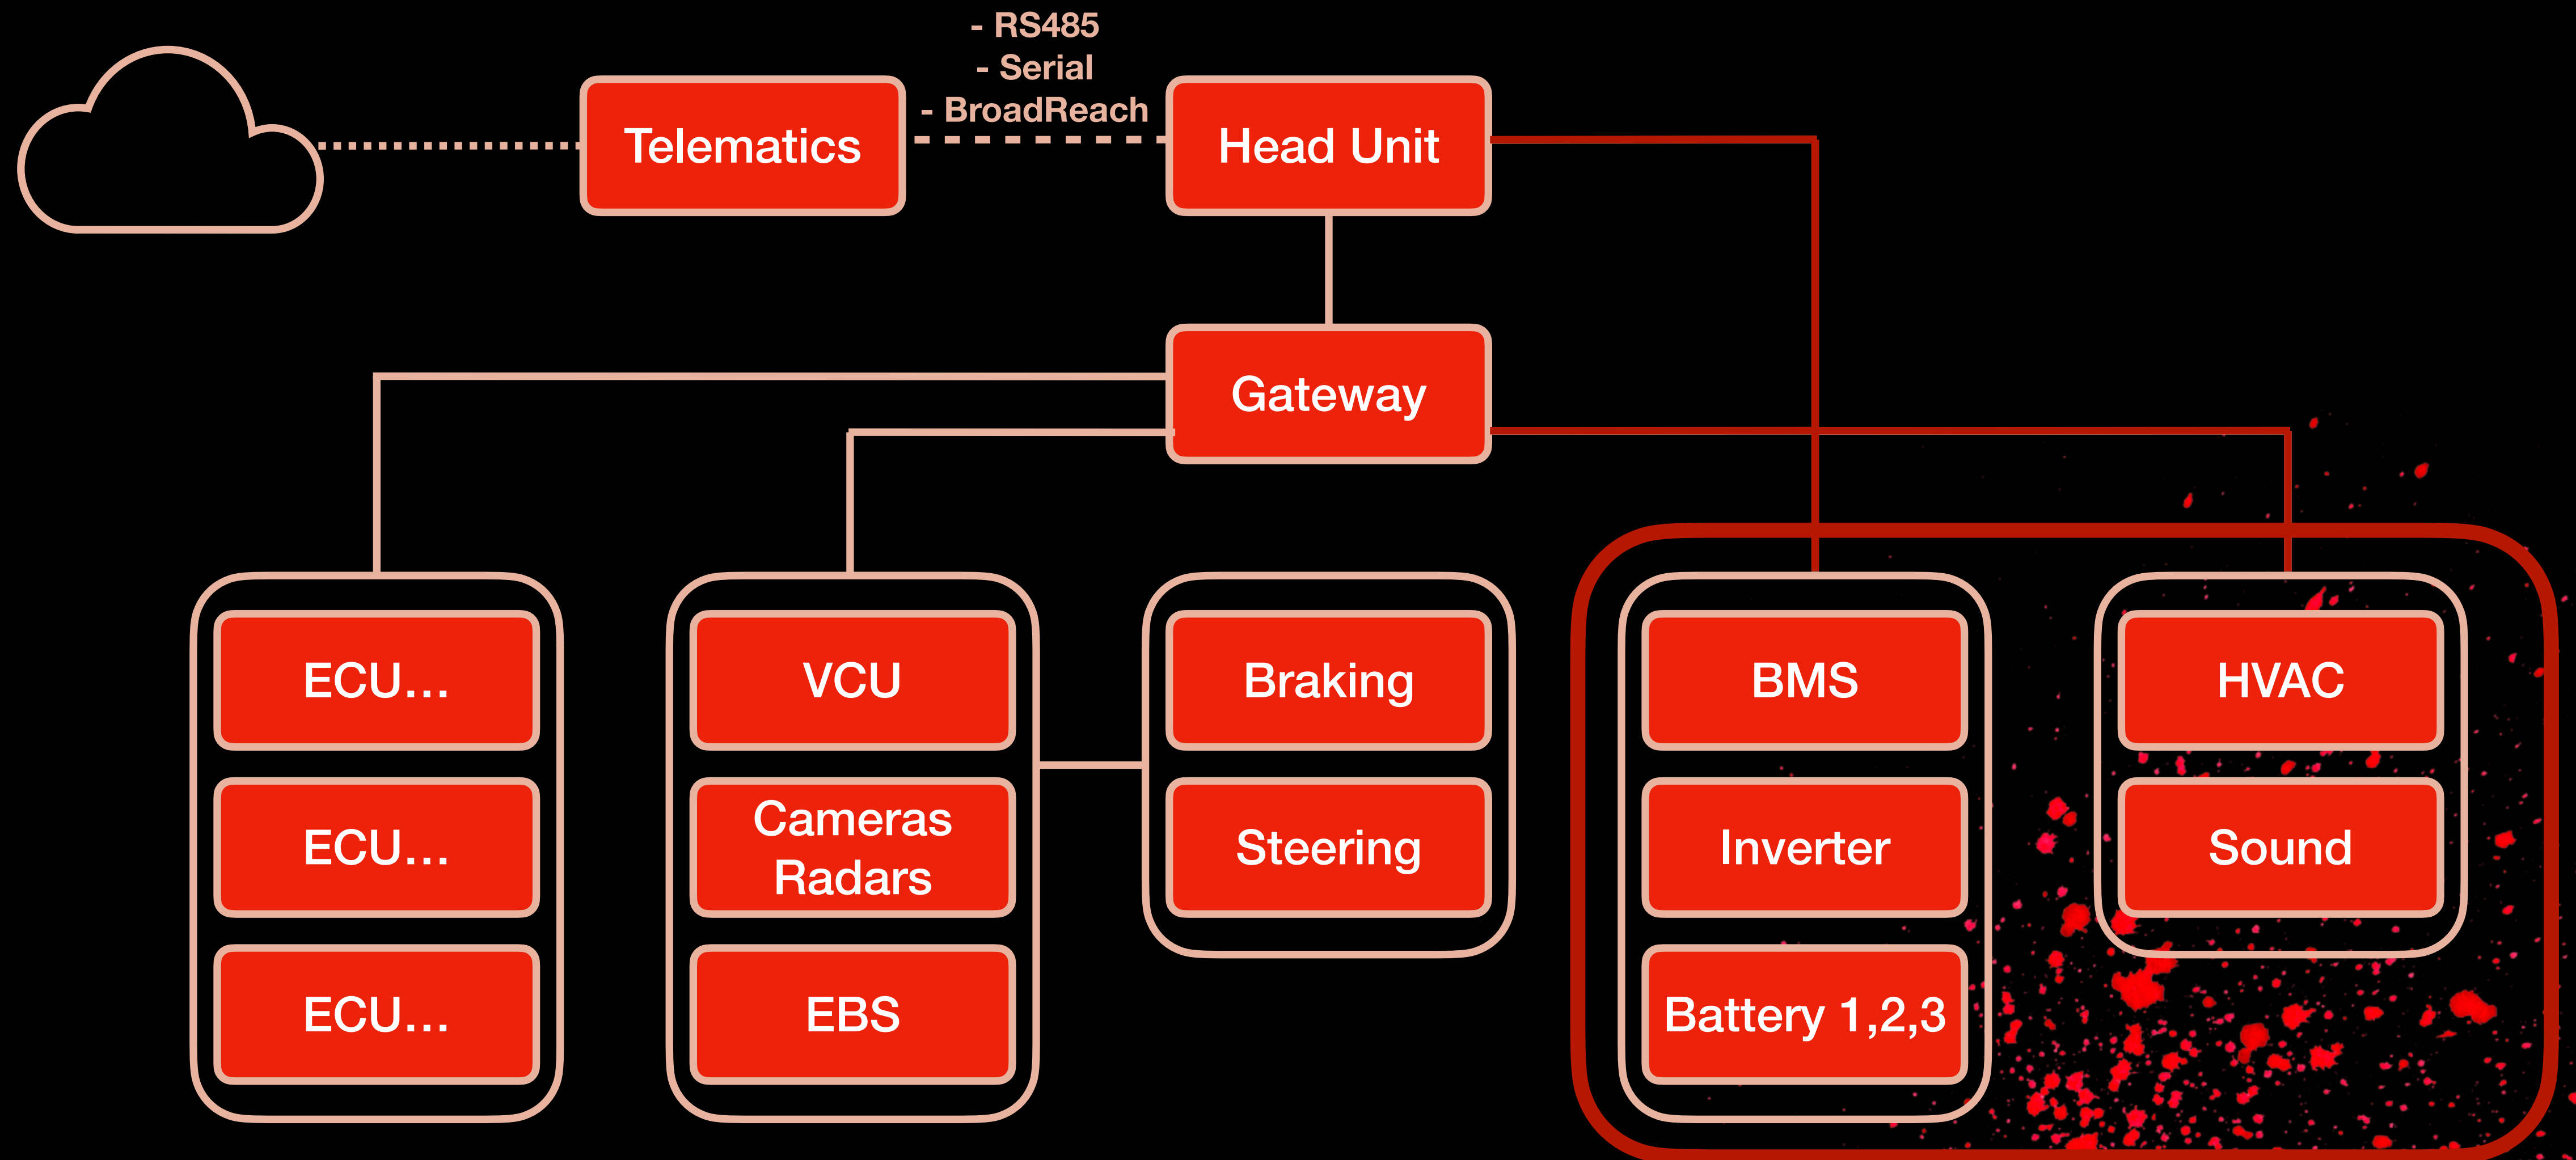 - RS485
- Serial
- BroadReach
Telematics
Head Unit
Gateway
ECU...
VCU
Braking
BMS
HVAC
ECU...
Cameras
Radars
Steering
Inverter
Sound
ECU...
EBS
Battery 1,2,3